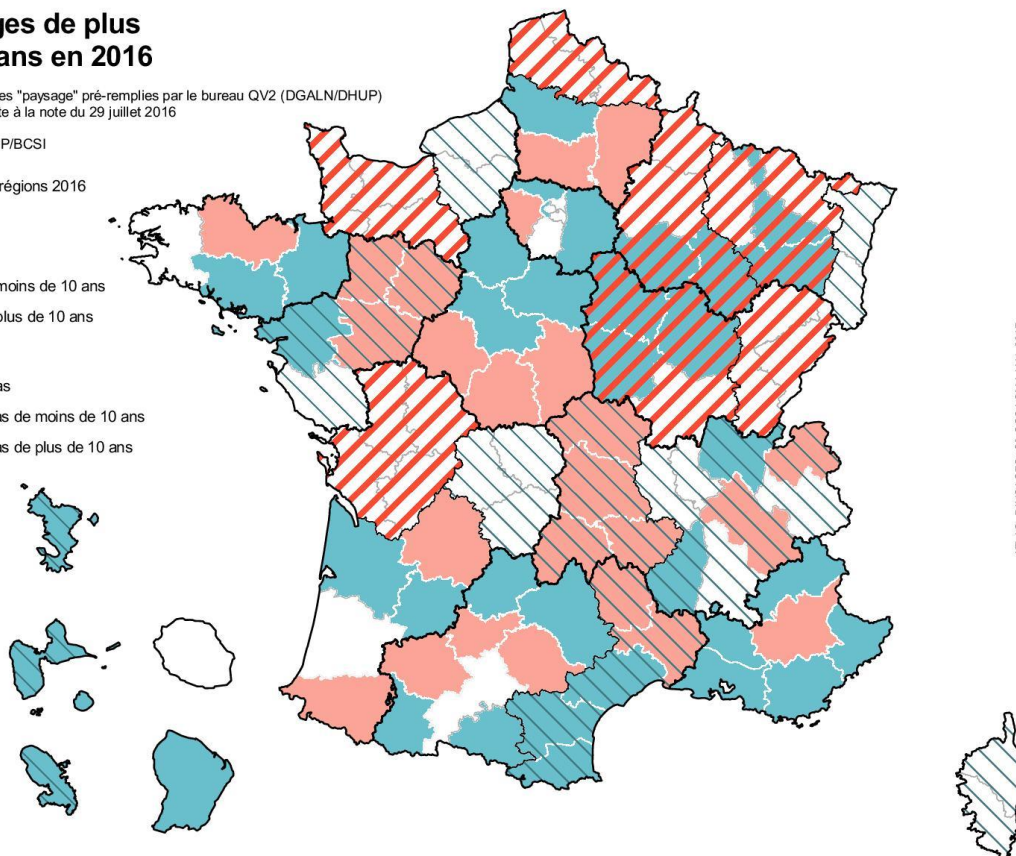 ges de plus
ans en 2016
es "paysage" pré-remplies par le bureau QV2 (DGALN/DHUP)
te à la note du 29 juillet 2016
P/BCSI
régions 2016
moins de 10 ans
plus de 10 ans
as
as de moins de 10 ans
as de plus de 10 ans